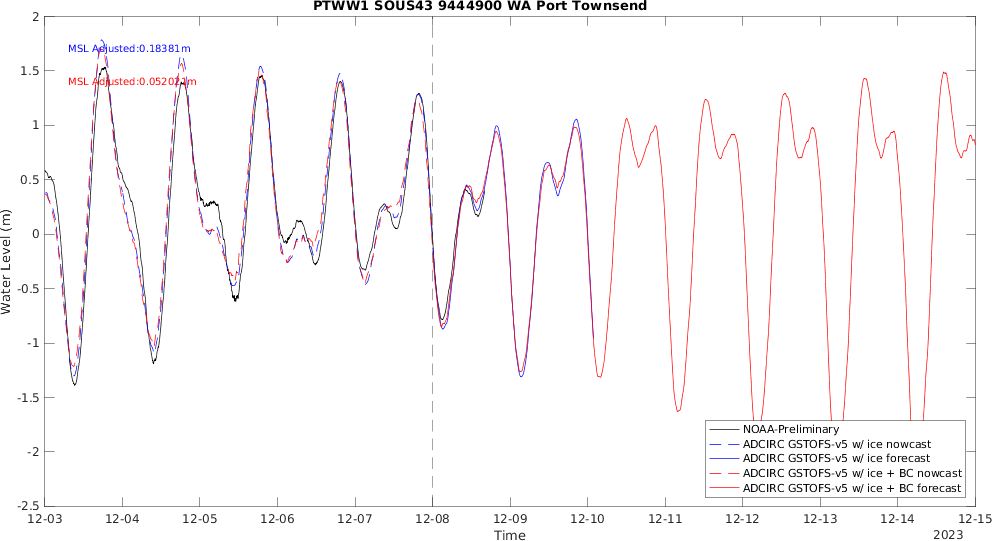 PTWW1 SOUS43 9444900 WA Port Townsend
MSL Adjusted:0.18381m
MSL Adjusted:0.05202 m
Water Level (m)
2
1.5
1
0.5
0
-0.5
-1
-1.5
-2
-2.5
NOAA-Preliminary
ADCIRC GSTOFS-v5 w/ ice nowcast
ADCIRC GSTOFS-v5 w/ ice forecast
ADCIRC GSTOFS-v5 w/ ice + BC nowcast
ADCIRC GSTOFS-v5 w/ ice + BC forecast
12-03 12-04 12-05 12-06 12-07 12-08 12-09 12-10 12-11 12-12 12-13 12-14 12-15
Time
2023